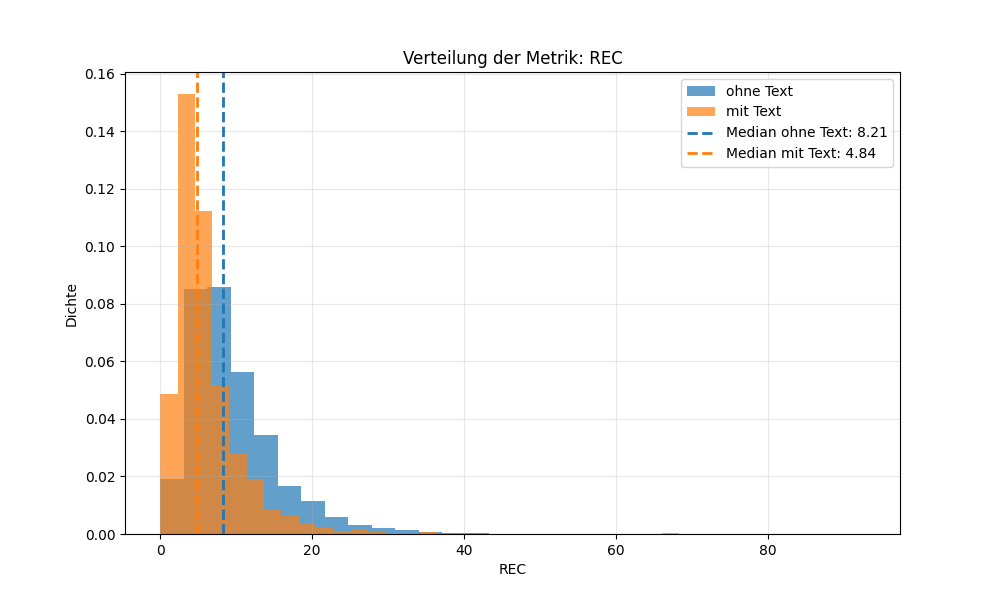 Verteilung der Metrik: REC
ohne Text
mit Text
Median ohne Text: 8.21
Median mit Text: 4.84
0.16
0.14
0.12
0.10
0.08
0.06
0.04
0.02
0.00
Dichte
0 20 40 60 80
REC